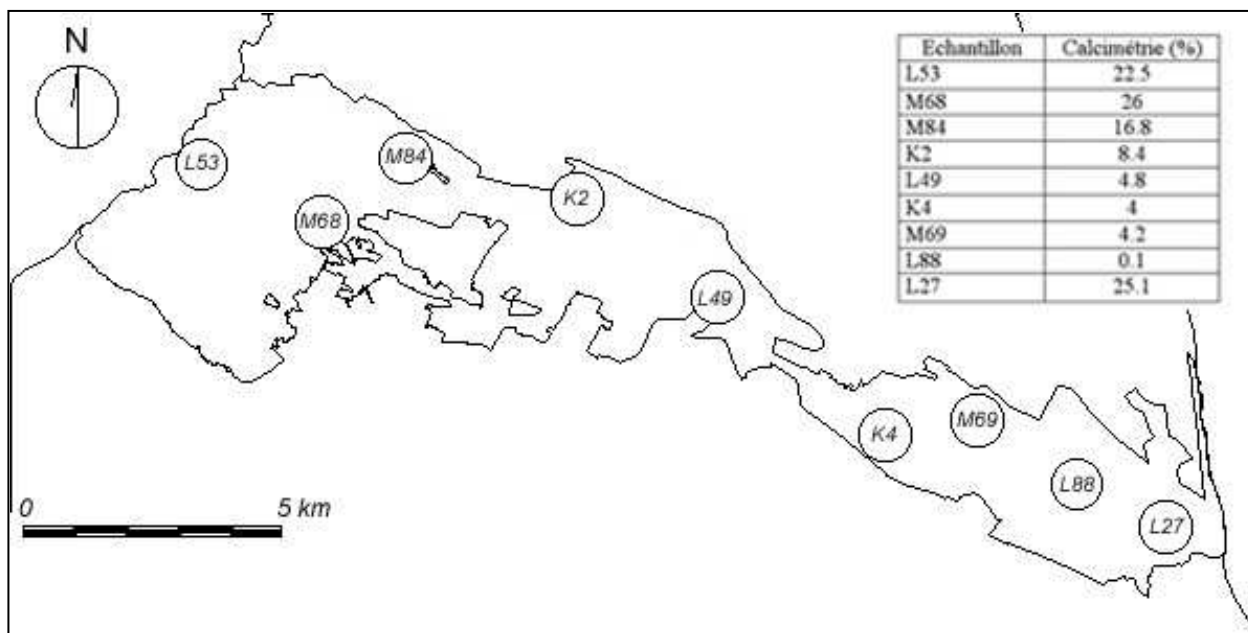 N
Echantillon Calcimétrie (%)
L53 22.5
M68 26
M84 16.8
K2 8.4
L49 4.8
K4 4
M69 4.2
L88 0.1
L27 25.1
L53
M84
K2
M68
L49
K4
M69
L88
L27
0 5 km